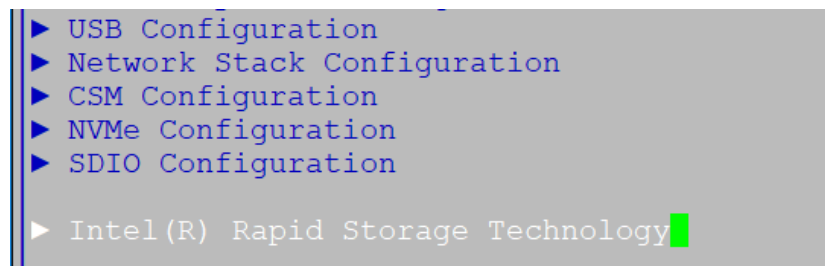 ► USB Configuration
► Network Stack Configuration
► CSM Configuration
► NVMe Configuration
► SDIO Configuration
► Intel(R) Rapid Storage Technology